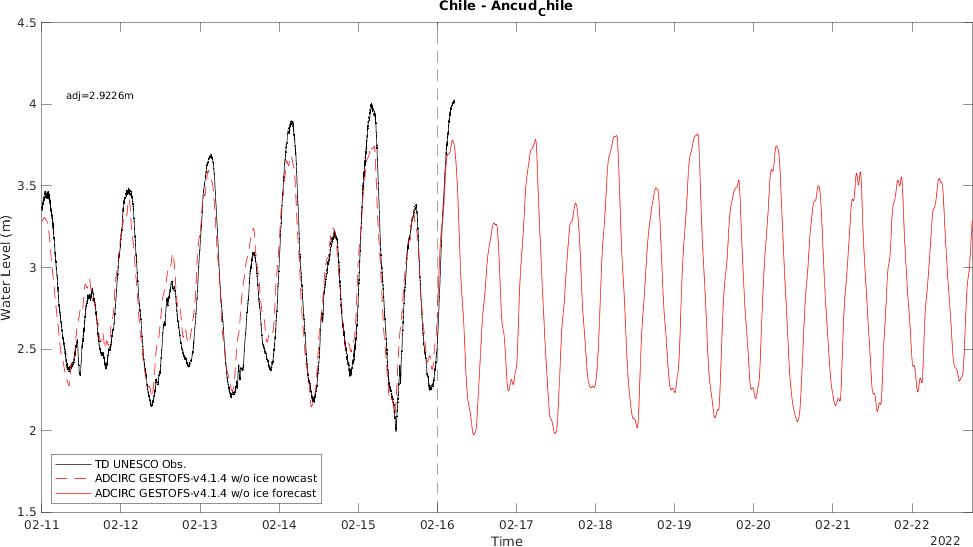 Chile - Ancud_Chile
4.5
adj=2.9226m
4
3.5
3
2.5
2
1.5
Water Level (m)
TD UNESCO Obs.
ADCIRC GESTOFS-v4.1.4 w/o ice nowcast
ADCIRC GESTOFS-v4.1.4 w/o ice forecast
02-11 02-12 02-13 02-14 02-15 02-16 02-17 02-18 02-19 02-20 02-21 02-22
Time
2022